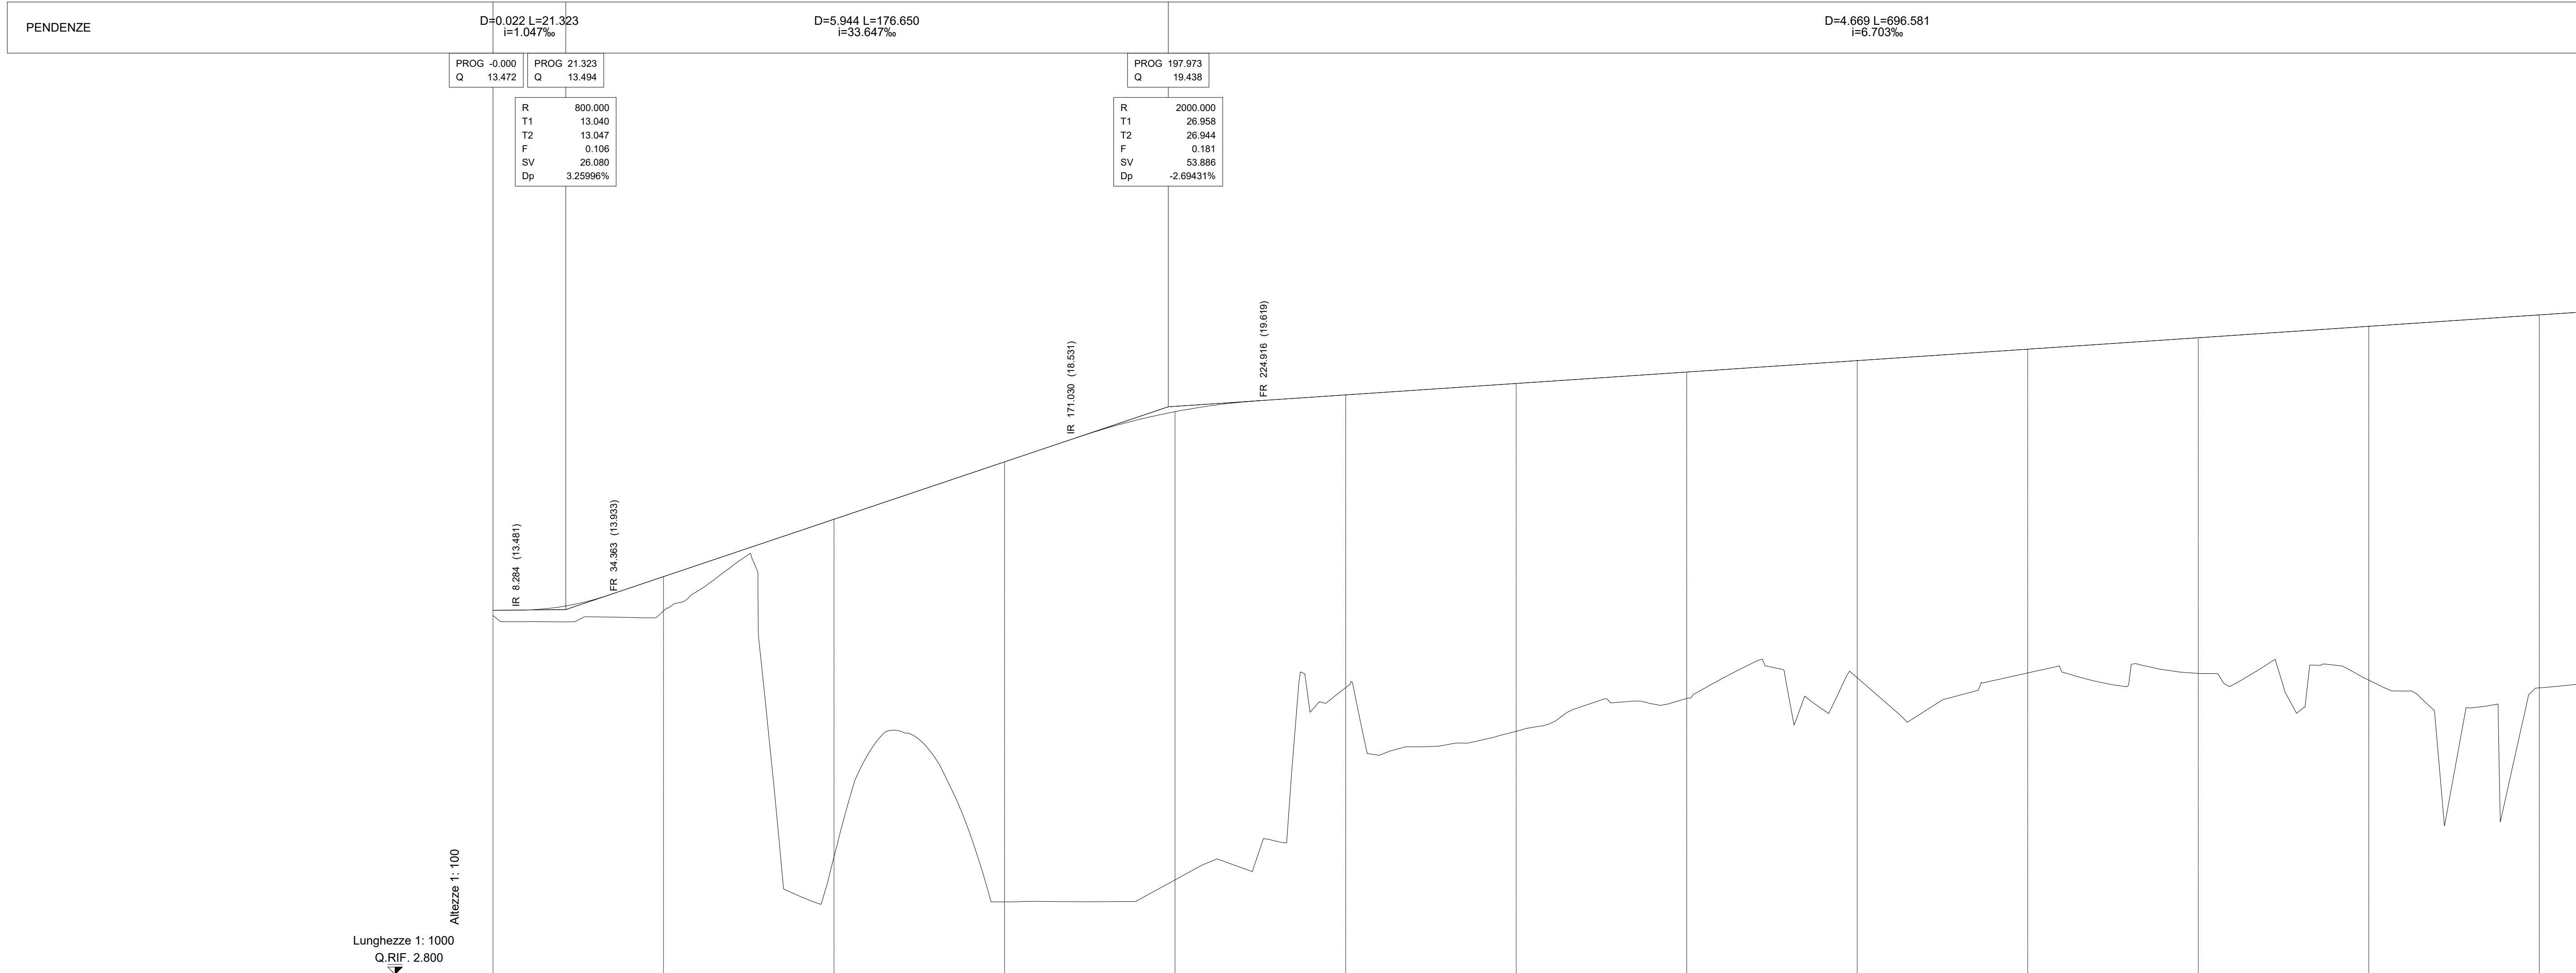 PENDENZE
D=0.022 L=21.323
i=1.047‰
D=5.944 L=176.650
i=33.647‰
D=4.669 L=696.581
i=6.703‰
PROG -0.000
Q 13.472
PROG 21.323
Q 13.494
PROG 197.973
Q 19.438
R 800.000
T1 13.040
T2 13.047
F 0.106
SV 26.080
Dp 3.25996%
R 2000.000
T1 26.958
T2 26.944
F 0.181
SV 53.886
Dp -2.69431%
IR 8.284 (13.481)
FR 34.363 (13.933)
IR 171.030 (18.531)
FR 224.916 (19.619)
Altezze 1: 100
Lunghezze 1: 1000
Q.RIF. 2.800